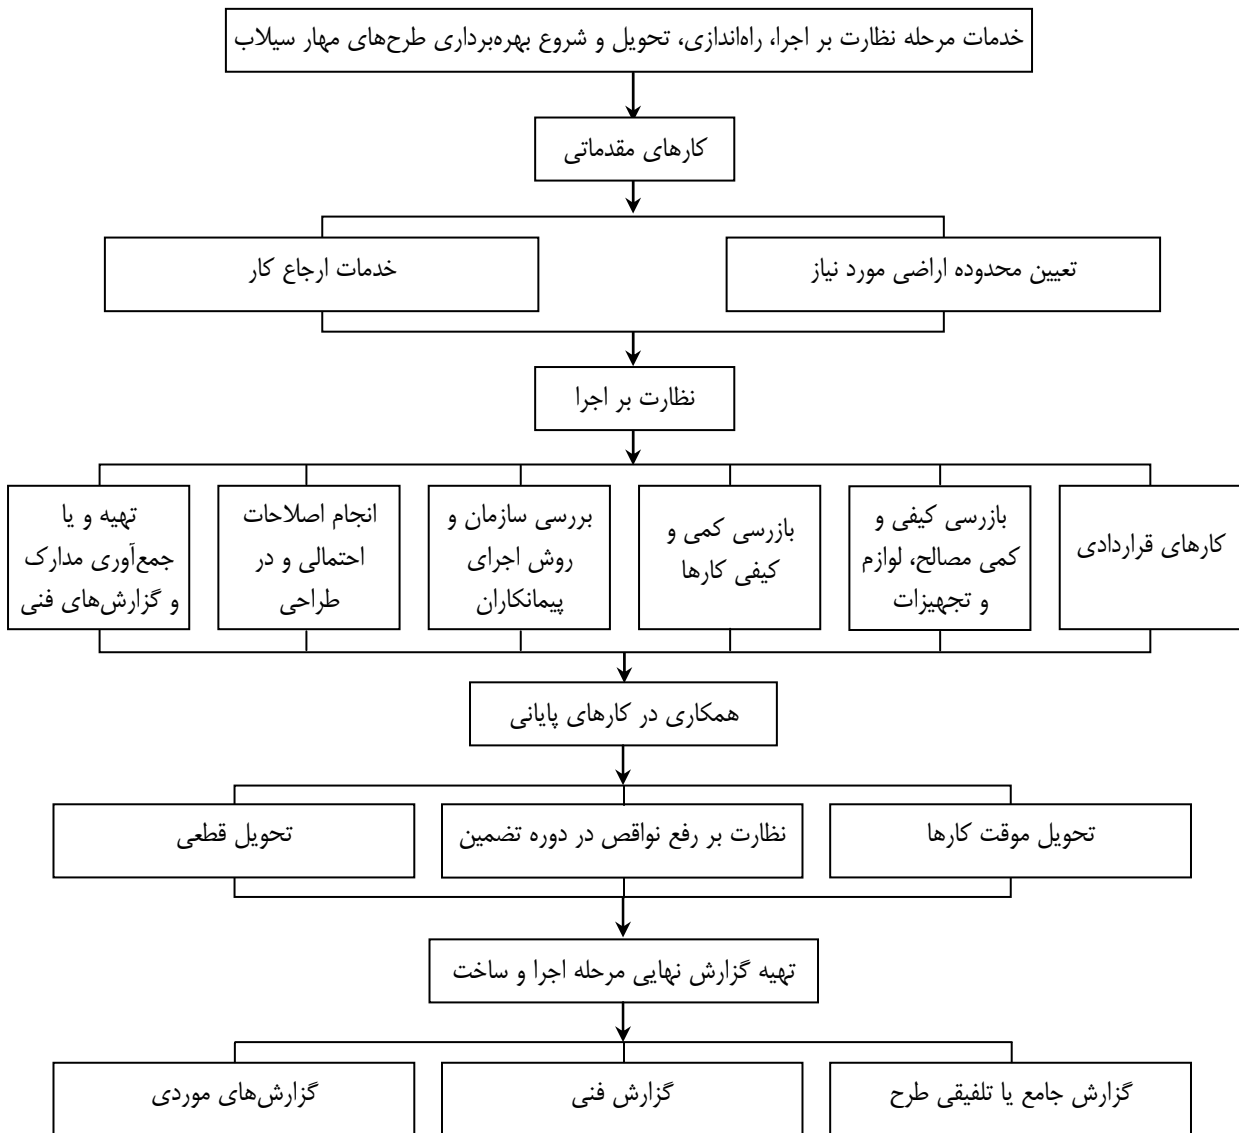 خدمات مرحله نظارت بر اجرا، راه‌اندازی، تحویل و شروع بهره‌برداری طرح‌های مهار سیلاب
کارهای مقدماتی
تعیین محدوده اراضی مورد نیاز
خدمات ارجاع کار
نظارت بر اجرا
کارهای قراردادی
بازرسی کیفی و
کمی مصالح، لوازم
و تجهیزات
بازرسی کمی و
کیفی کارها
بررسی سازمان و
روش اجرای
پیمانکاران
انجام اصلاحات
احتمالی و در
طراحی
تهیه و یا
جمع‌آوری مدارک
و گزارش‌های فنی
همکاری در کارهای پایانی
تحویل موقت کارها
نظارت بر رفع نواقص در دوره تضمین
تحویل قطعی
تهیه گزارش نهایی مرحله اجرا و ساخت
گزارش جامع یا تلفیقی طرح
گزارش فنی
گزارش‌های موردی